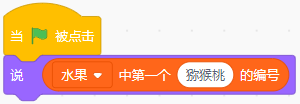 当 被点击
说 水果 中第一个 猕猴桃 的编号